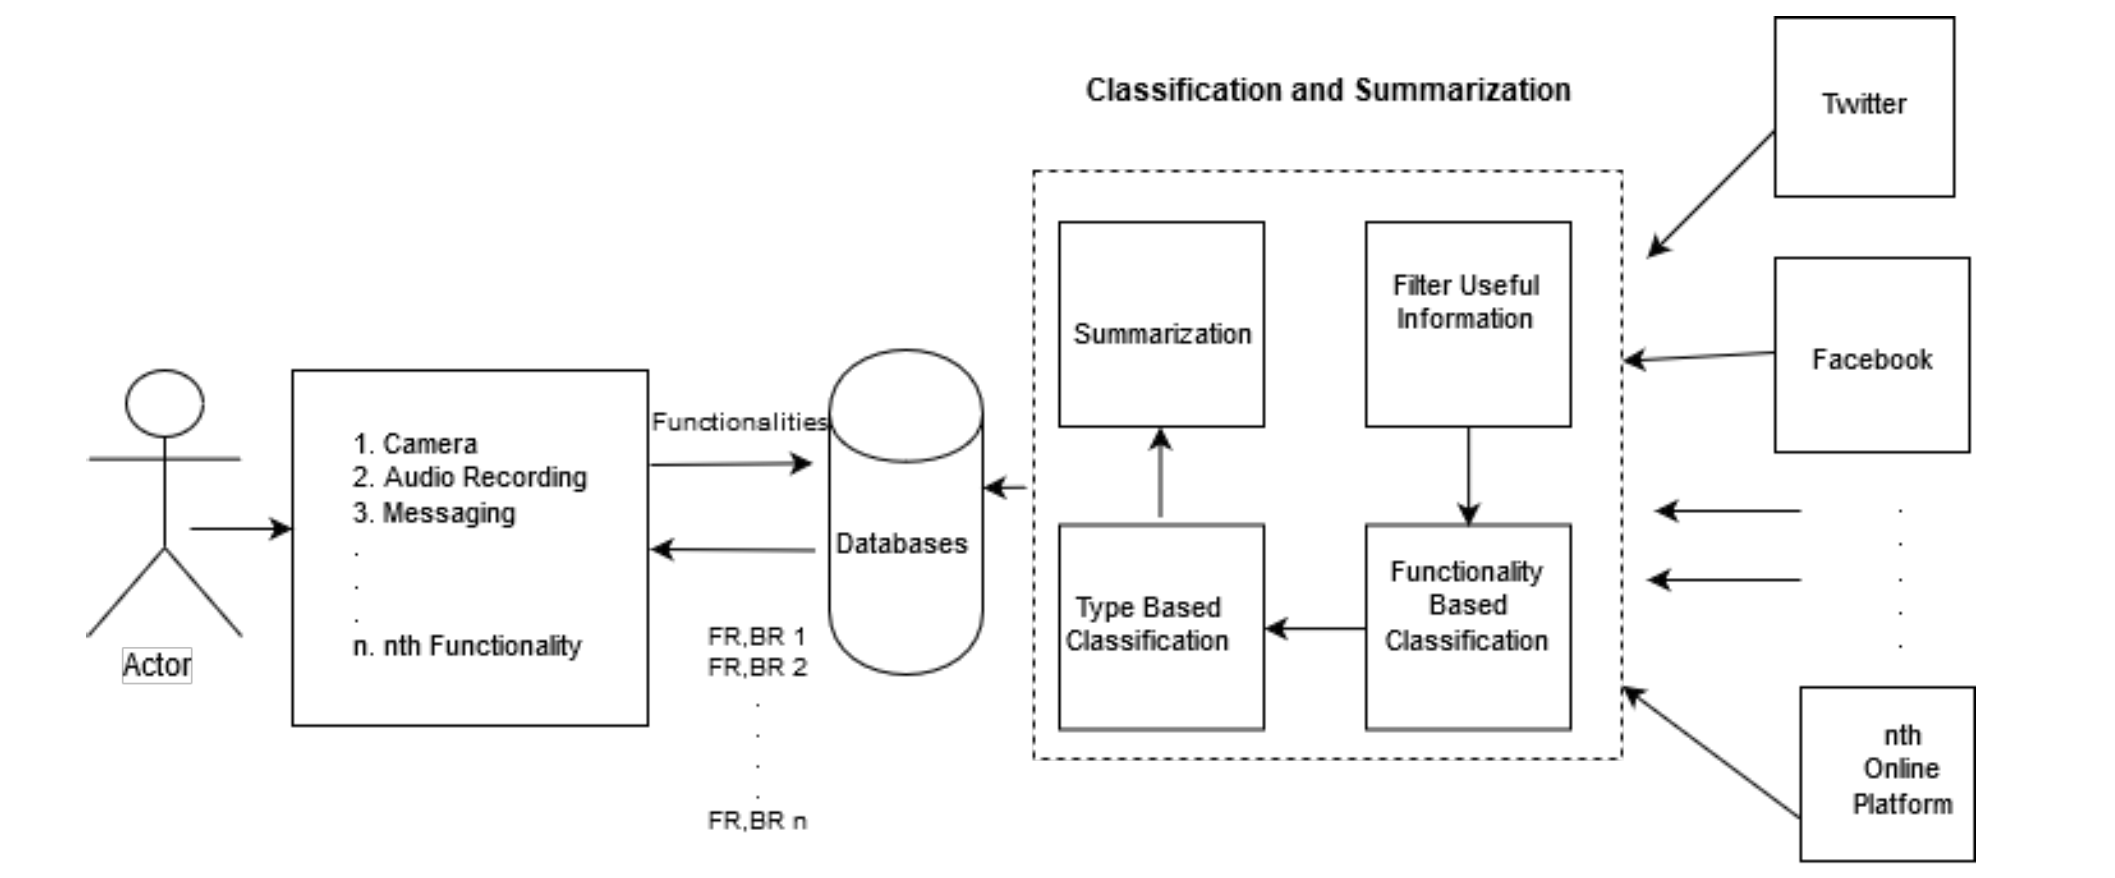 Classification and Summarization
Twitter
Facebook
.
.
.
.
.
nth
Online
Platform
Summarization
Filter Useful
Information
Type Based
Classification
Functionality
Based
Classification
Databases
Functionalities
FR,BR 1
FR,BR 2
.
.
.
.
FR,BR n
1. Camera
2. Audio Recording
3. Messaging
.
.
.
n. nth Functionality
Actor